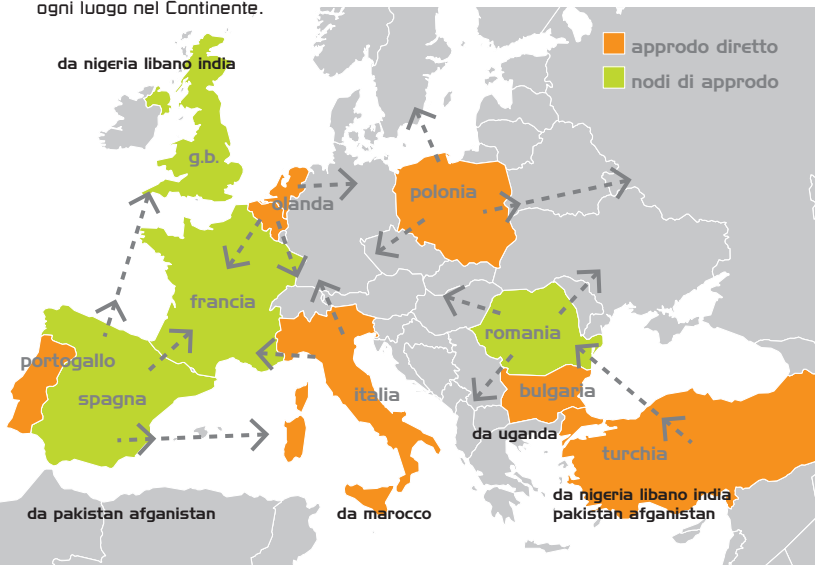 ogni luogo nel Continente.
da nigeria libano india
approdo diretto
nodi di approdo
g.b.
olanda
polonia
francia
romania
portogallo
spagna
italia
bulgaria
da uganda
turchia
da nigeria libano india
pakistan afganistan
da pakistan afganistan
da marocco